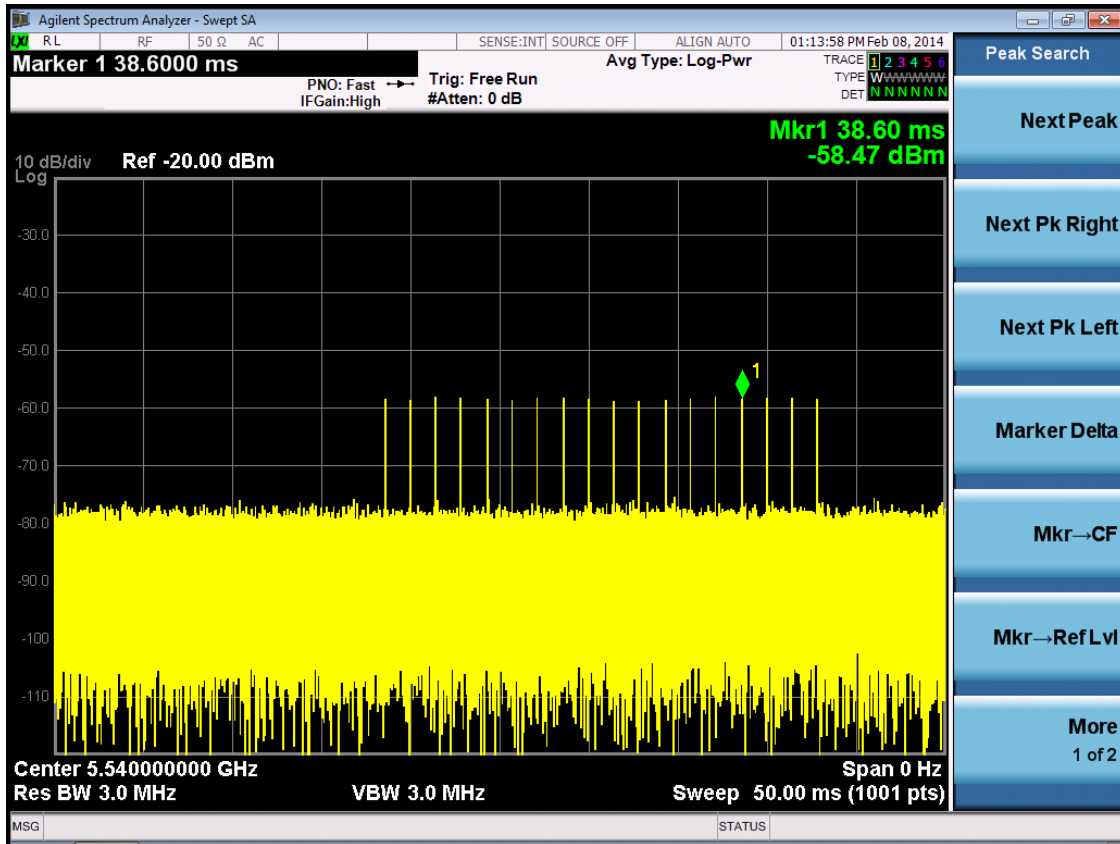 Agilent Spectrum Analyzer - Swept SA
LXI RL RF 50 Ω AC SENSE:INT SOURCE OFF ALIGN AUTO 01:13:58 PM Feb 08, 2014
Marker 1 38.6000 ms
PNO: Fast
IFGain:High
Trig: Free Run
#Atten: 0 dB
Avg Type: Log-Pwr
TRACE 1 2 3 4 5 6
TYPE WWWWWWW
DET N N N N N N
Mkr1 38.60 ms
-58.47 dBm
10 dB/div Ref -20.00 dBm
Log
-30.0
-40.0
-50.0
1
-60.0
-70.0
-80.0
-90.0
-100
-110
Center 5.540000000 GHz Span 0 Hz
Res BW 3.0 MHz VBW 3.0 MHz Sweep 50.00 ms (1001 pts)
MSG STATUS
Peak Search
Next Peak
Next Pk Right
Next Pk Left
Marker Delta
Mkr→CF
Mkr→Ref Lvl
More
1 of 2